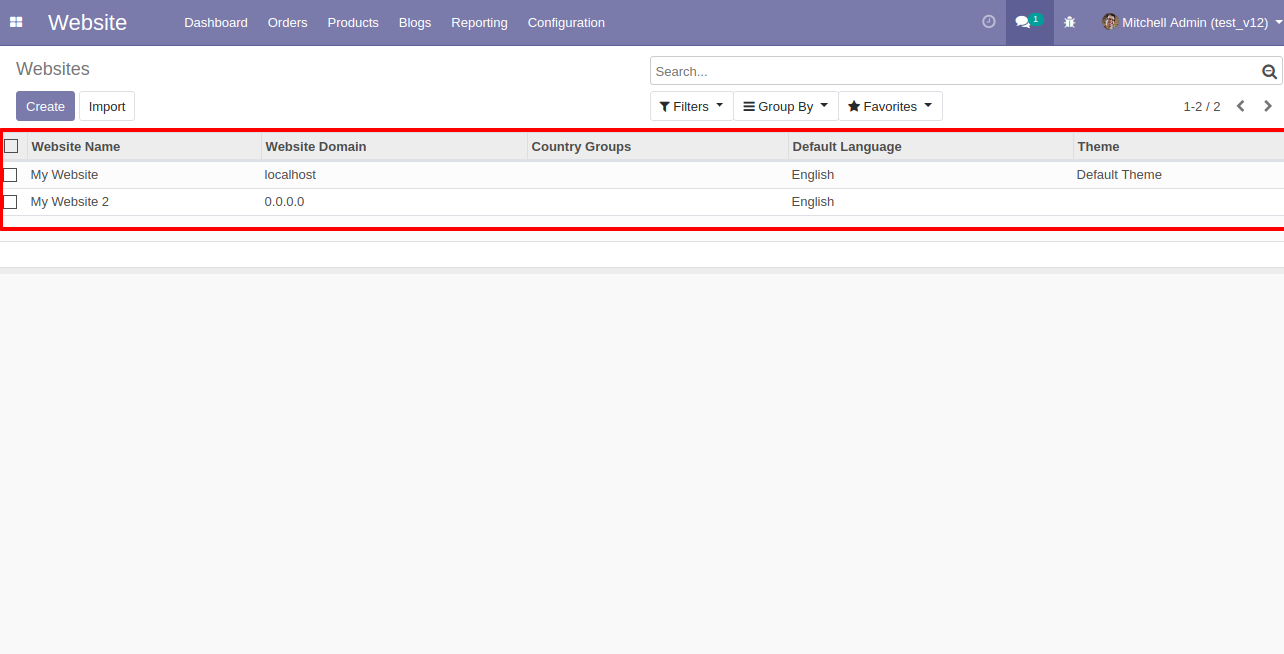 Website Dashboard Orders Products Blogs Reporting Configuration 1 Mitchell Admin (test_v12)
Websites
Search...
Create Import Filters Group By Favorites 1-2 / 2
Website Name Website Domain Country Groups Default Language Theme
My Website localhost English Default Theme
My Website 2 0.0.0.0 English